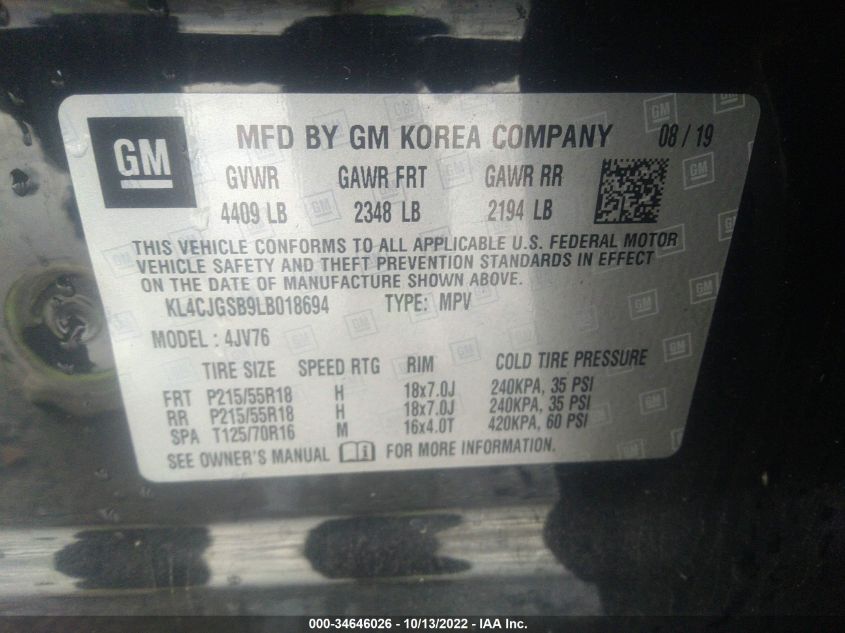 GM
MFD BY GM KOREA COMPANY 08 / 19
GVWR GAWR FRT GAWR RR
4409 LB 2348 LB 2194 LB
THIS VEHICLE CONFORMS TO ALL APPLICABLE U.S. FEDERAL MOTOR
VEHICLE SAFETY AND THEFT PREVENTION STANDARDS IN EFFECT
ON THE DATE OF MANUFACTURE SHOWN ABOVE.
KL4CJGSB9LB018694 TYPE: MPV
MODEL : 4JV76
TIRE SIZE SPEED RTG RIM COLD TIRE PRESSURE
FRT P215/55R18 H 18x7.0J 240KPA, 35 PSI
RR P215/55R18 H 18x7.0J 240KPA, 35 PSI
SPA T125/70R16 M 16x4.0T 420KPA, 60 PSI
SEE OWNER'S MANUAL FOR MORE INFORMATION.
000-34646026 - 10/13/2022 - IAA Inc.